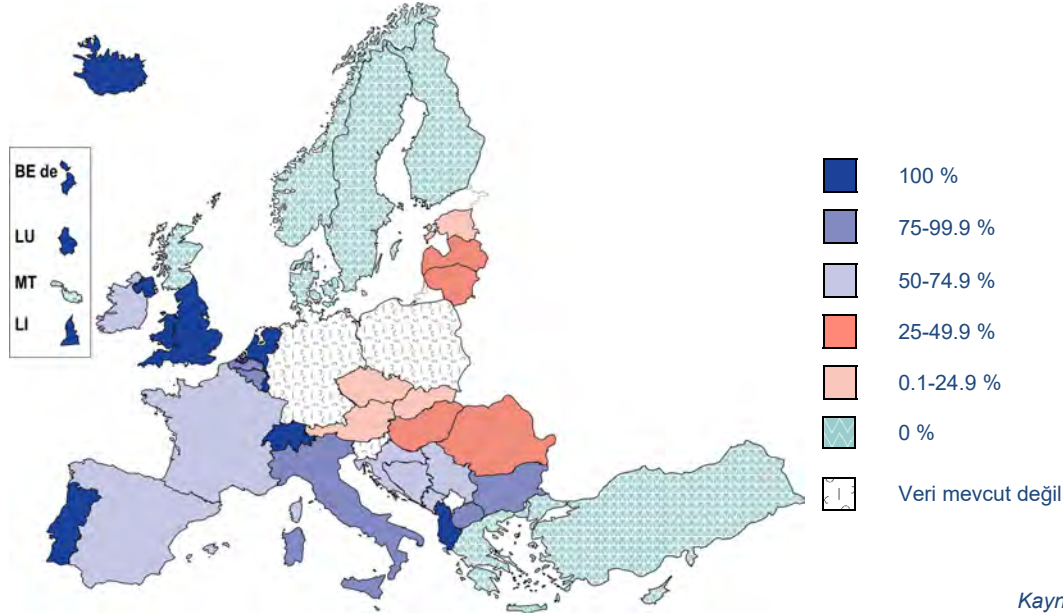 BE de
LU
MT
LI
100 %
75-99.9 %
50-74.9 %
25-49.9 %
0.1-24.9 %
0 %
Veri mevcut değil
Kayn